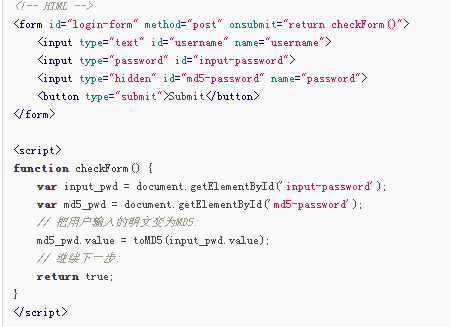 <!-- HTML -->
<form id="login-form" method="post" onsubmit="return checkForm()">
    <input type="text" id="username" name="username">
    <input type="password" id="input-password">
    <input type="hidden" id="md5-password" name="password">
    <button type="submit">Submit</button>
</form>

<script>
function checkForm() {
    var input_pwd = document.getElementById('input-password');
    var md5_pwd = document.getElementById('md5-password');
    // 把用户输入的明文变为MD5:
    md5_pwd.value = toMD5(input_pwd.value);
    // 继续下一步:
    return true;
}
</script>